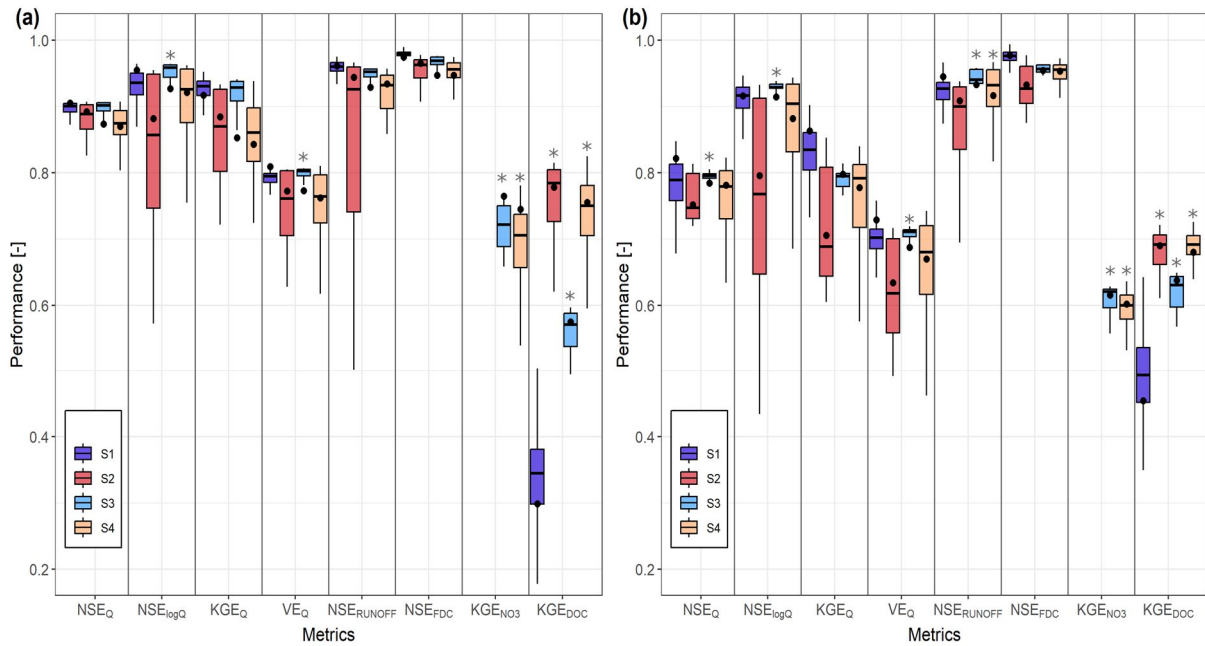 (a)
1.0
0.8
0.6
0.4
0.2
Performance [-]
* * * * * * *
S1
S2
S3
S4
NSE_Q NSE_logQ KGE_Q VE_Q NSE_RUNOFF NSE_FDC KGE_NO3 KGE_DOC
Metrics
(b)
1.0
0.8
0.6
0.4
0.2
Performance [-]
* * * * * * * * * *
S1
S2
S3
S4
NSE_Q NSE_logQ KGE_Q VE_Q NSE_RUNOFF NSE_FDC KGE_NO3 KGE_DOC
Metrics